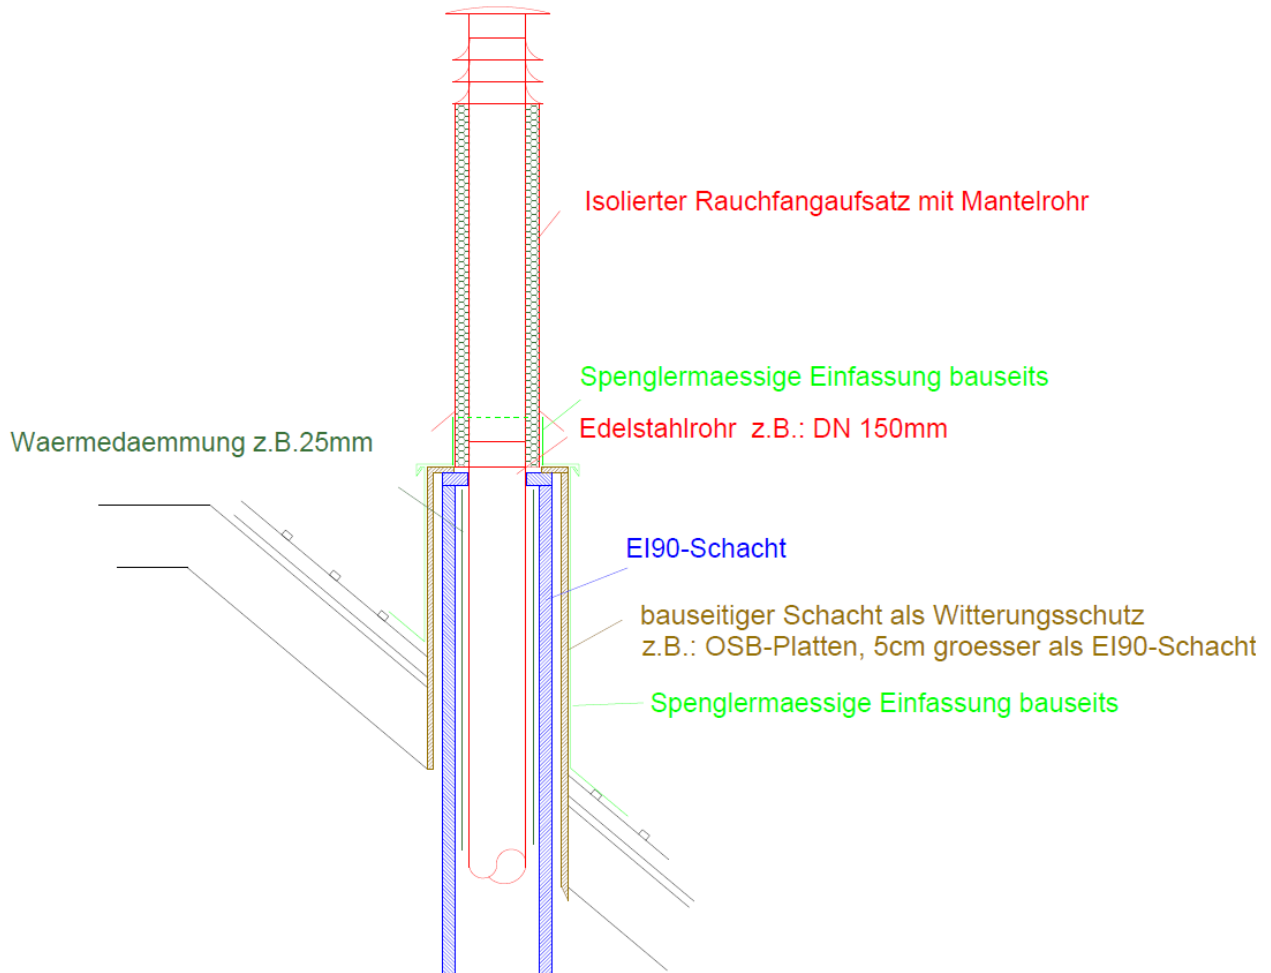 Isolierter Rauchfangaufsatz mit Mantelrohr
Spenglermaessige Einfassung bauseits
Edelstahlrohr z.B.: DN 150mm
Waermedaemmung z.B.25mm
EI90-Schacht
bauseitiger Schacht als Witterungsschutz
z.B.: OSB-Platten, 5cm groesser als EI90-Schacht
Spenglermaessige Einfassung bauseits